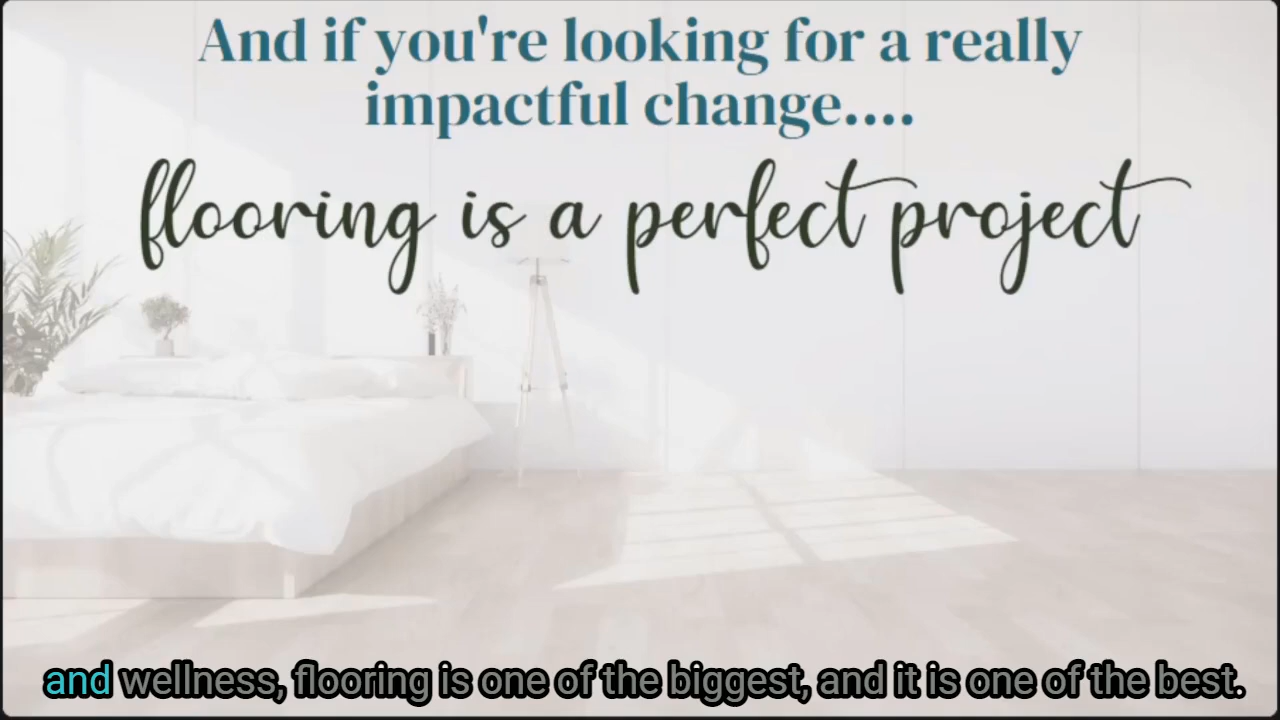 And if you're looking for a really
impactful change....
flooring is a perfect project
and wellness, flooring is one of the biggest, and it is one of the best.